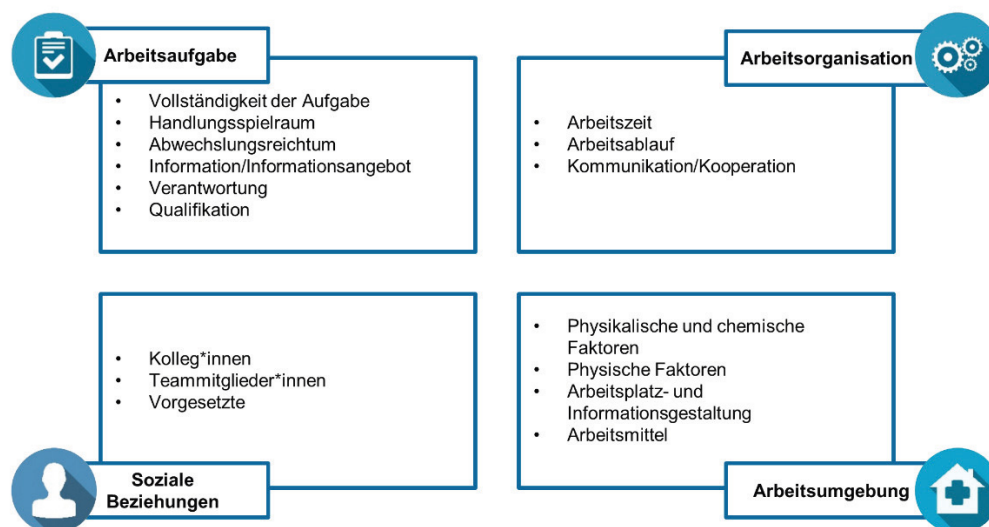 Arbeitsaufgabe
• Vollständigkeit der Aufgabe
• Handlungsspielraum
• Abwechslungsreichtum
• Information/Informationsangebot
• Verantwortung
• Qualifikation
Arbeitsorganisation
• Arbeitszeit
• Arbeitsablauf
• Kommunikation/Kooperation
• Kolleg*innen
• Teammitglieder*innen
• Vorgesetzte
Soziale
Beziehungen
• Physikalische und chemische
Faktoren
• Physische Faktoren
• Arbeitsplatz- und
Informationsgestaltung
• Arbeitsmittel
Arbeitsumgebung